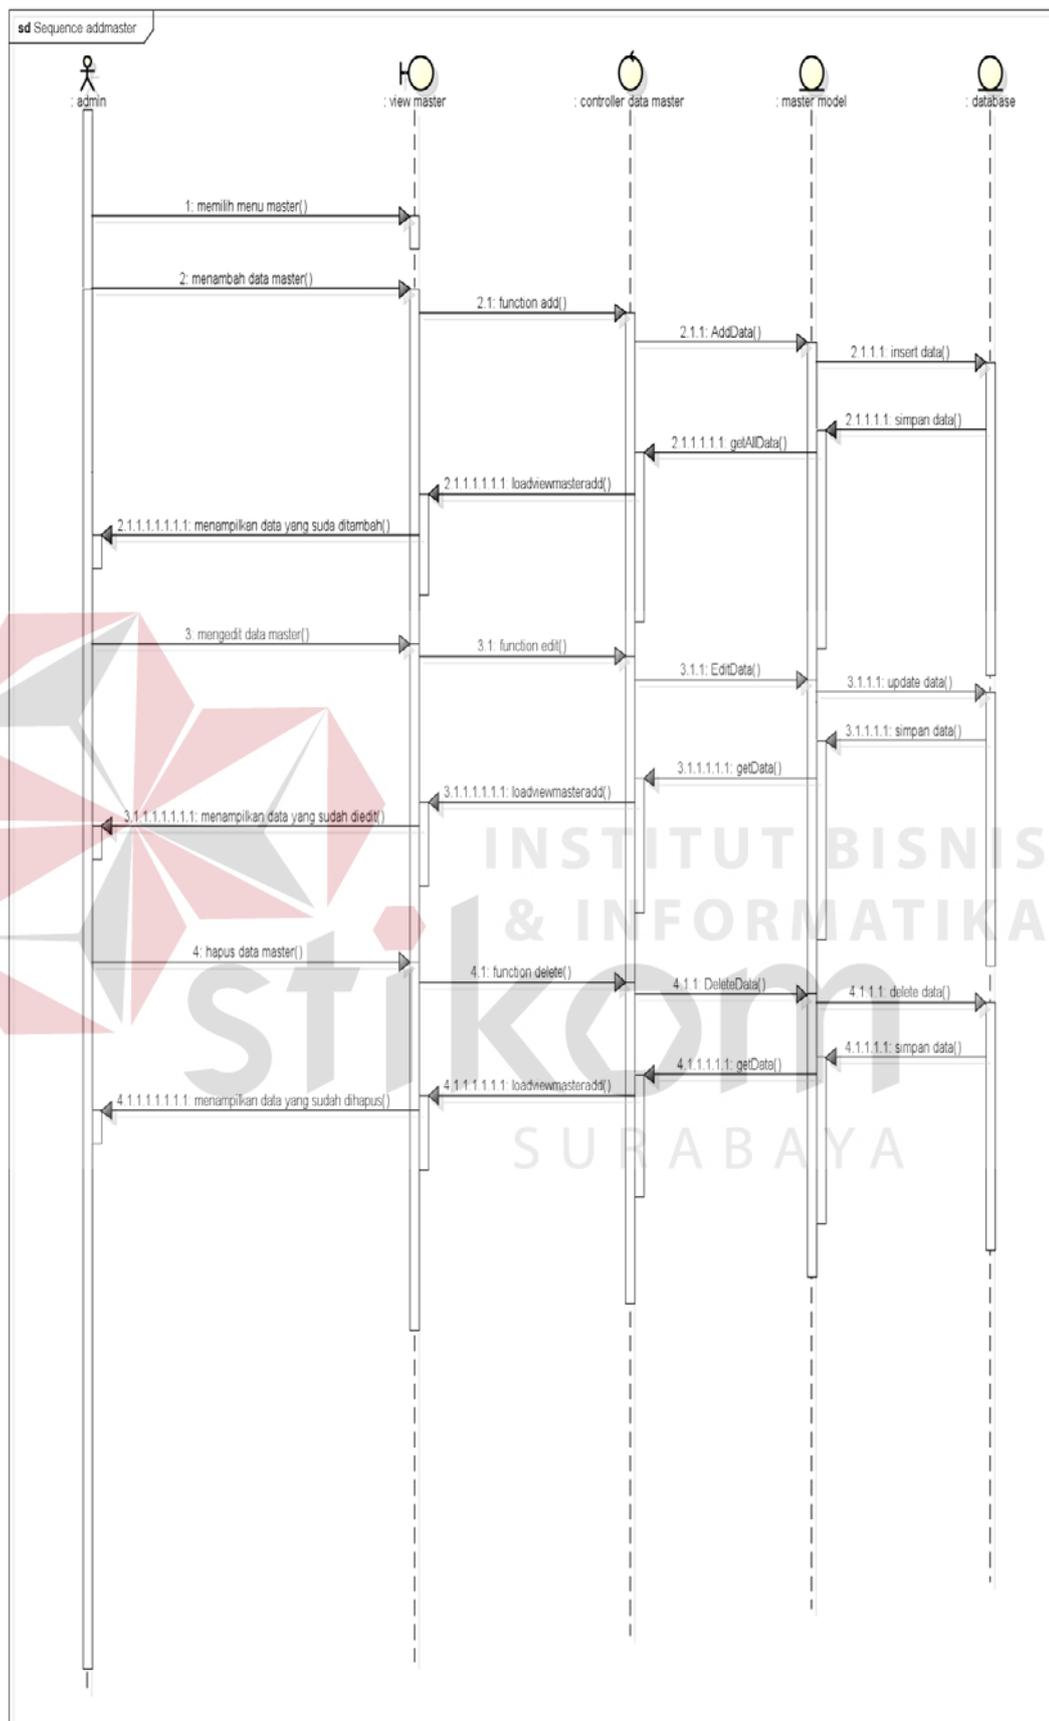 sd Sequence addmaster
: admin
: view master
: controller data master
: master model
: database
1: memilih menu master()
2: menambah data master()
2.1: function add()
2.1.1: AddData()
2.1.1.1: insert data()
2.1.1.1.1: simpan data()
2.1.1.1.1.1: getAllData()
2.1.1.1.1.1.1: loadviewmasteradd()
2.1.1.1.1.1.1.1: menampilkan data yang suda ditambah()
3: mengedit data master()
3.1: function edit()
3.1.1: EditData()
3.1.1.1: update data()
3.1.1.1.1: simpan data()
3.1.1.1.1.1: getData()
3.1.1.1.1.1.1: loadviewmasteradd()
3.1.1.1.1.1.1.1: menampilkan data yang sudah diedit()
INSTITUT BISNIS
& INFORMATIKA
4: hapus data master()
4.1: function delete()
4.1.1: DeleteData()
4.1.1.1: delete data()
stikom
4.1.1.1.1: simpan data()
4.1.1.1.1.1: getData()
4.1.1.1.1.1.1: loadviewmasteradd()
4.1.1.1.1.1.1.1: menampilkan data yang sudah dihapus()
SURABAYA